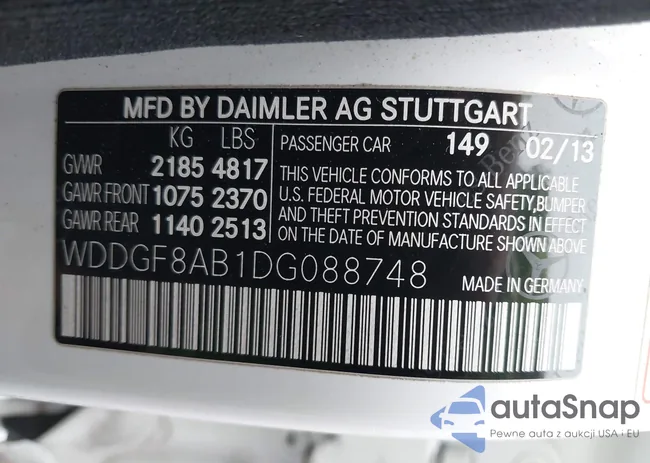 MFD BY DAIMLER AG STUTTGART
KG LBS PASSENGER CAR 149 02/13
GVWR 2185 4817
GAWR FRONT 1075 2370
GAWR REAR 1140 2513
THIS VEHICLE CONFORMS TO ALL APPLICABLE
U.S. FEDERAL MOTOR VEHICLE SAFETY,BUMPER
AND THEFT PREVENTION STANDARDS IN EFFECT
ON THE DATE OF MANUFACTURE SHOWN ABOVE.
WDDGF8AB1DG088748 MADE IN GERMANY
autaSnap
Pewne auta z aukcji USA i EU